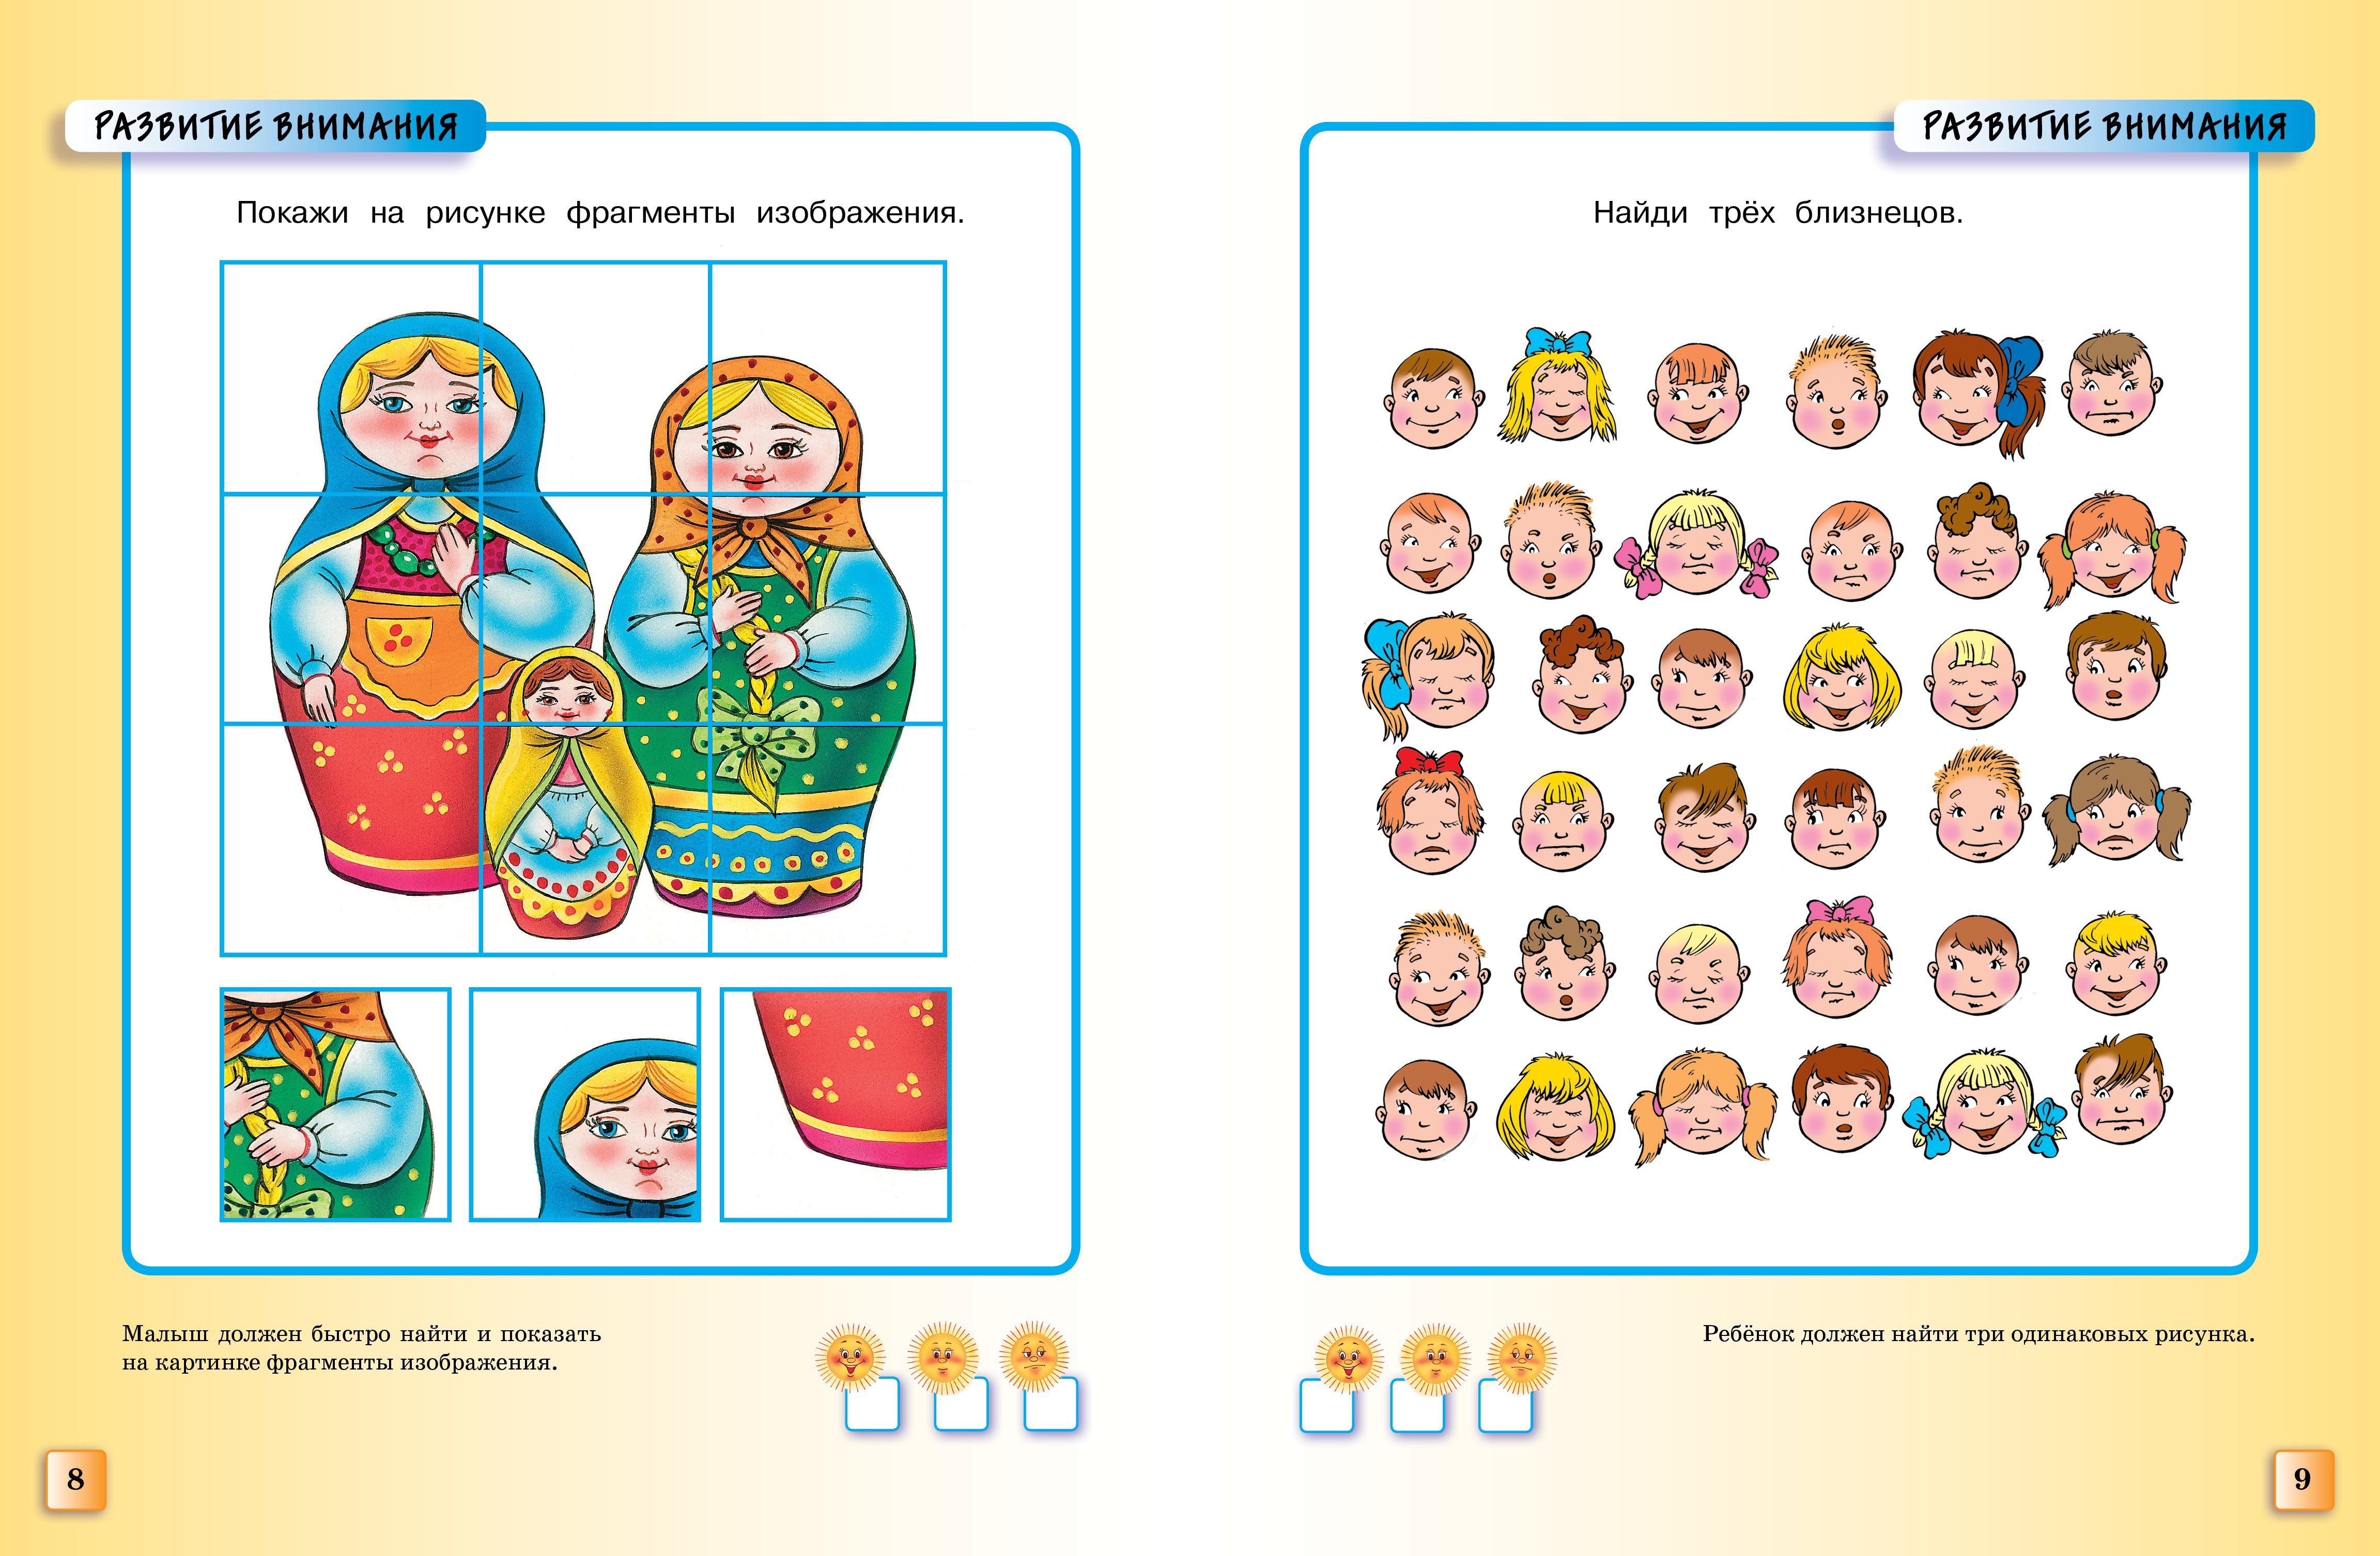 РАЗВИТИЕ ВНИМАНИЯ
Покажи на рисунке фрагменты изображения.
Малыш должен быстро найти и показать
на картинке фрагменты изображения.
8
РАЗВИТИЕ ВНИМАНИЯ
Найди трёх близнецов.
Ребёнок должен найти три одинаковых рисунка.
9